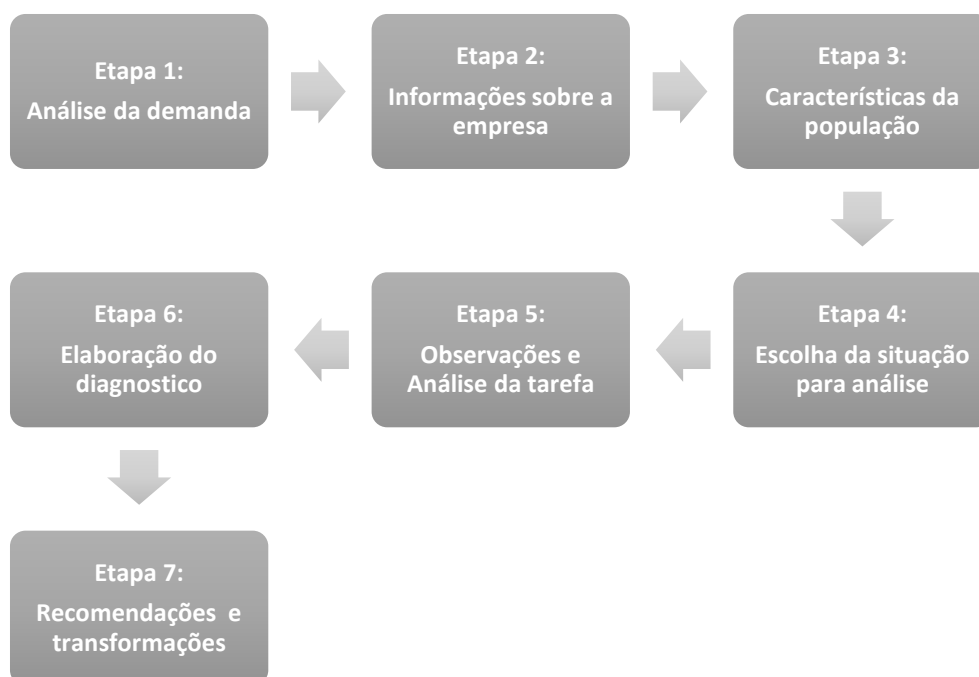 Etapa 1:
Análise da demanda
Etapa 2:
Informações sobre a
empresa
Etapa 3:
Características da
população
Etapa 4:
Escolha da situação
para análise
Etapa 5:
Observações e
Análise da tarefa
Etapa 6:
Elaboração do
diagnostico
Etapa 7:
Recomendações e
transformações